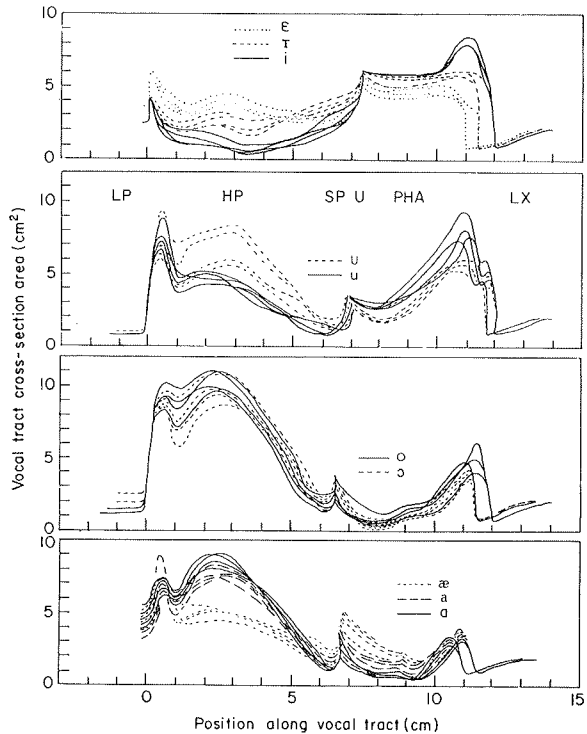 10
5
0
ε
ɪ
i
10
5
0
LP HP SP U PHA LX
ʊ
u
10
5
0
o
ɔ
10
5
0
æ
a
ɑ
0 5 10 15
Vocal tract cross-section area (cm²)
Position along vocal tract (cm)